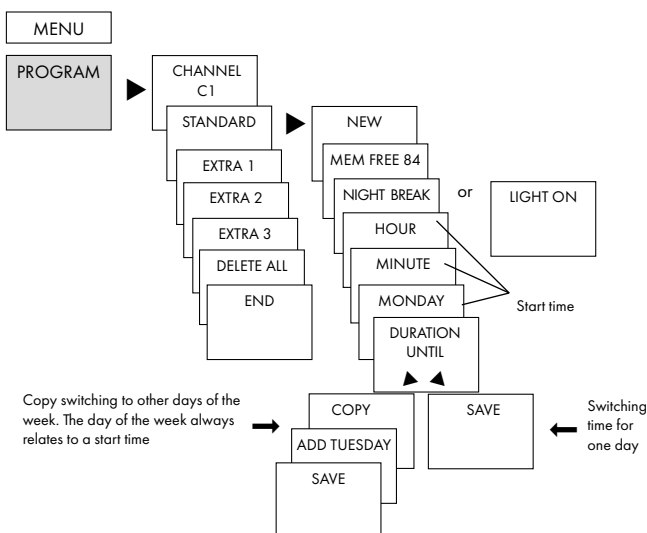 MENU
PROGRAM
CHANNEL
C1
STANDARD
EXTRA 1
EXTRA 2
EXTRA 3
DELETE ALL
END
NEW
MEM FREE 84
NIGHT BREAK
or
LIGHT ON
HOUR
MINUTE
MONDAY
Start time
DURATION
UNTIL
Copy switching to other days of the
week. The day of the week always
relates to a start time
COPY
ADD TUESDAY
SAVE
SAVE
Switching
time for
one day